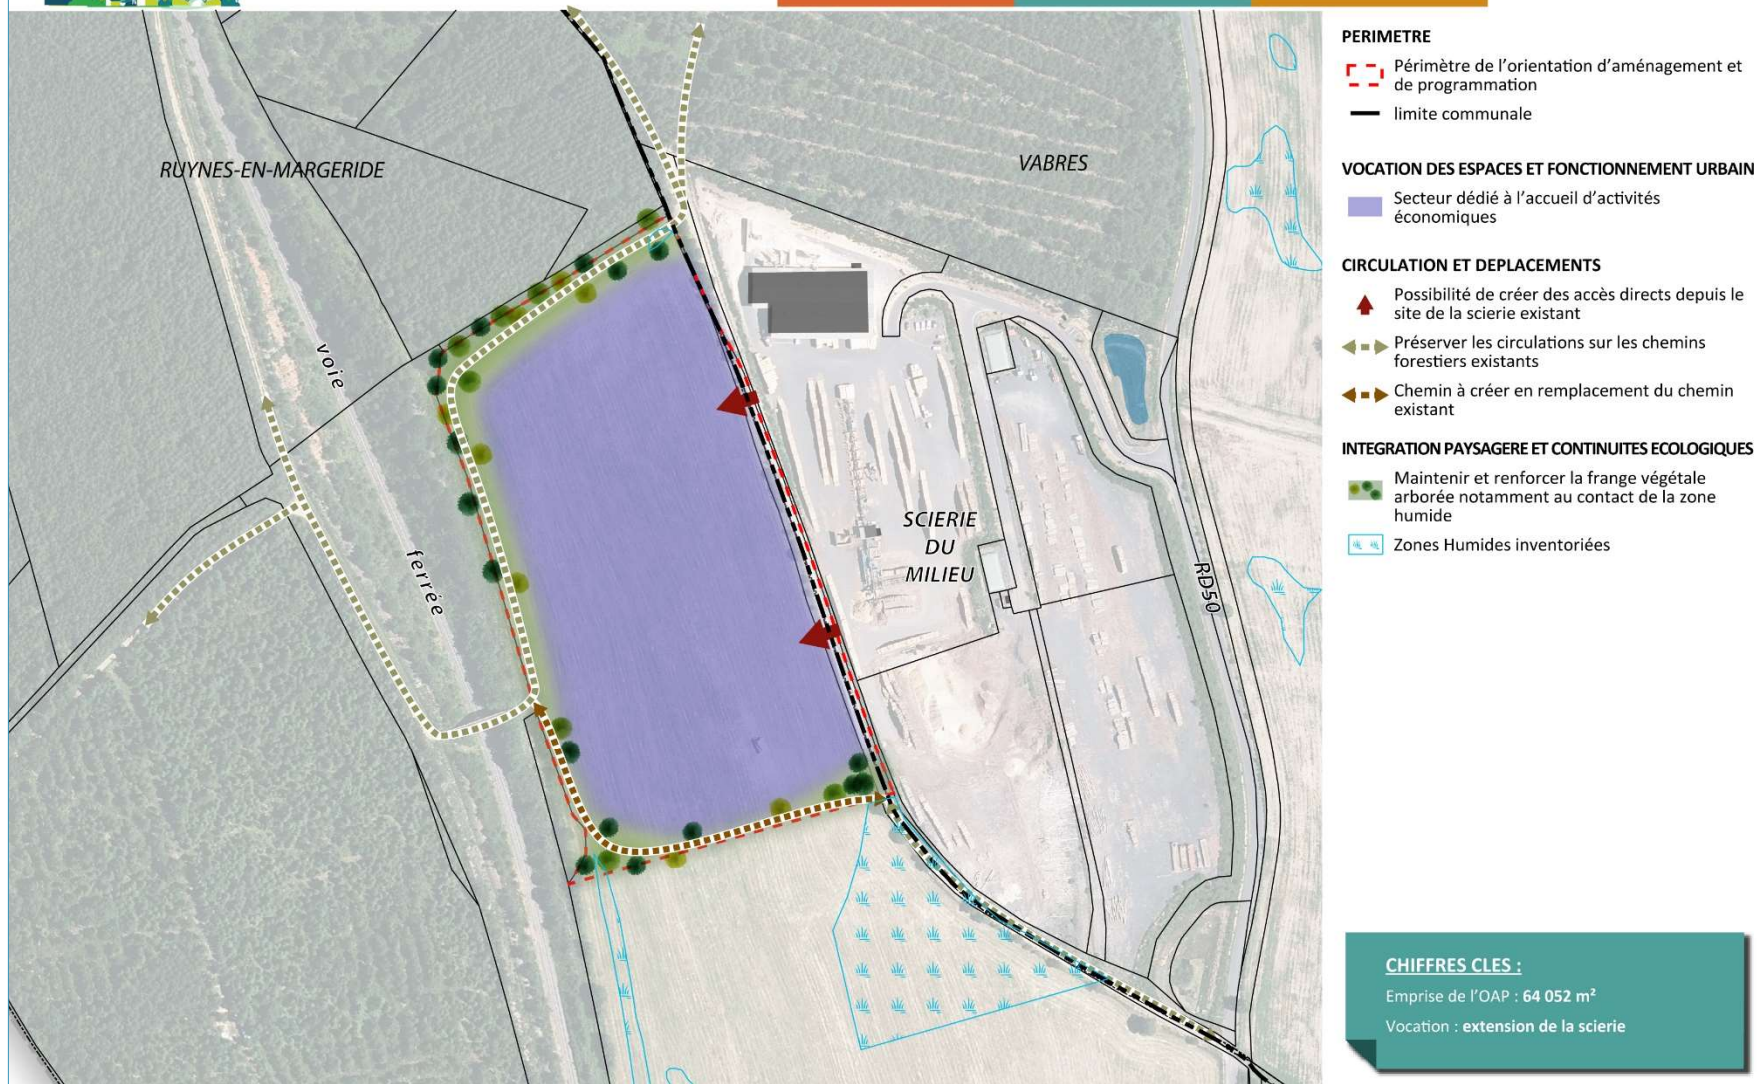 RUYNES-EN-MARGERIDE
VABRES
voie
ferrée
SCIERIE
DU
MILIEU
RD50
PERIMETRE
Périmètre de l’orientation d’aménagement et
de programmation
limite communale
VOCATION DES ESPACES ET FONCTIONNEMENT URBAIN
Secteur dédié à l’accueil d’activités
économiques
CIRCULATION ET DEPLACEMENTS
Possibilité de créer des accès directs depuis le
site de la scierie existant
Préserver les circulations sur les chemins
forestiers existants
Chemin à créer en remplacement du chemin
existant
INTEGRATION PAYSAGERE ET CONTINUITES ECOLOGIQUES
Maintenir et renforcer la frange végétale
arborée notamment au contact de la zone
humide
Zones Humides inventoriées
CHIFFRES CLES :
Emprise de l’OAP : 64 052 m²
Vocation : extension de la scierie